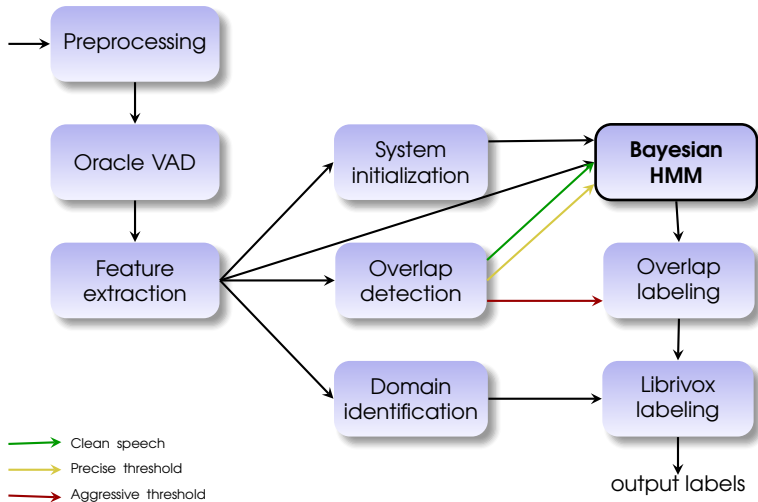 Preprocessing
Oracle VAD
Feature
extraction
System
initialization
Overlap
detection
Domain
identification
Bayesian
HMM
Overlap
labeling
Librivox
labeling
output labels
Clean speech
Precise threshold
Aggressive threshold